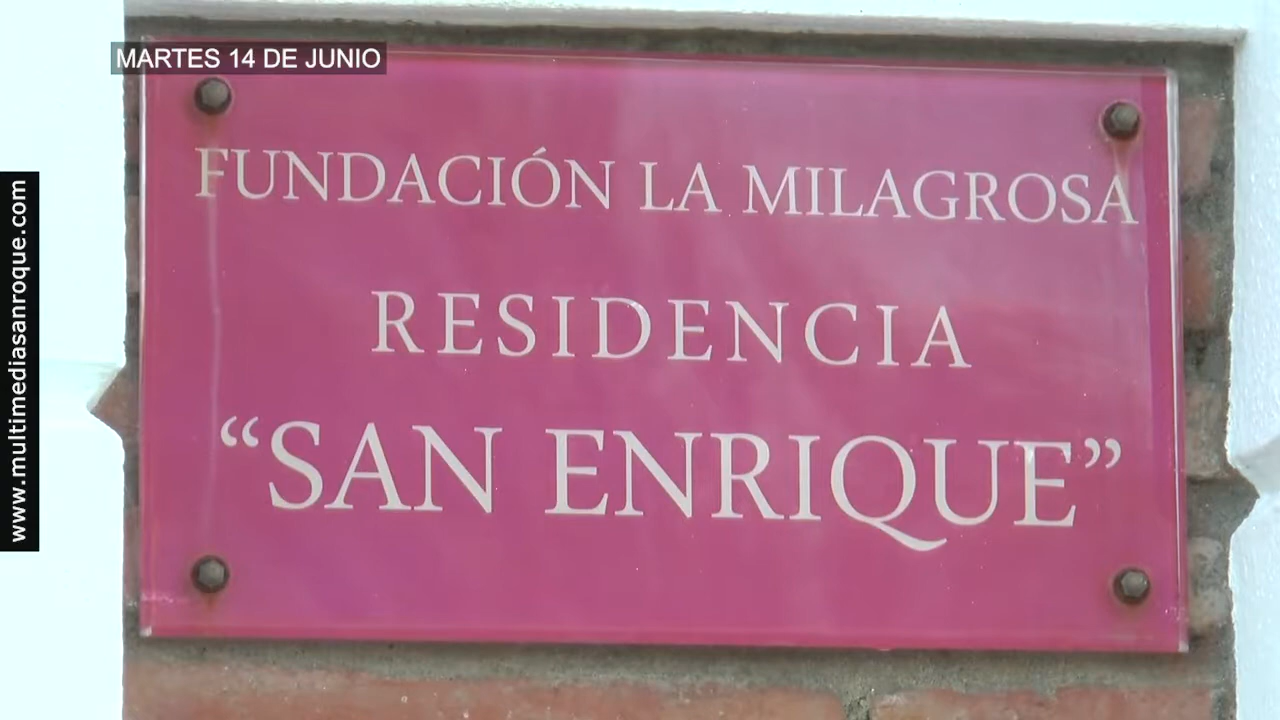 MARTES 14 DE JUNIO
FUNDACIÓN LA MILAGROSA
RESIDENCIA
“SAN ENRIQUE”
www.multimediasanroque.com